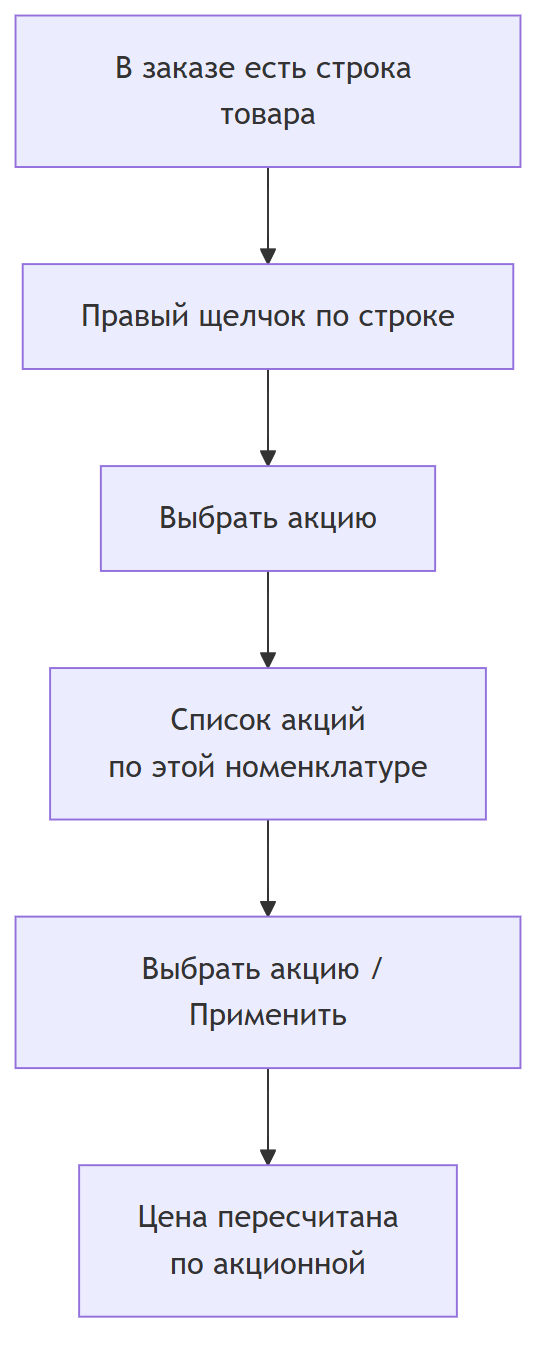 В заказе есть строка
товара
Правый щелчок по строке
Выбрать акцию
Список акций
по этой номенклатуре
Выбрать акцию /
Применить
Цена пересчитана
по акционной